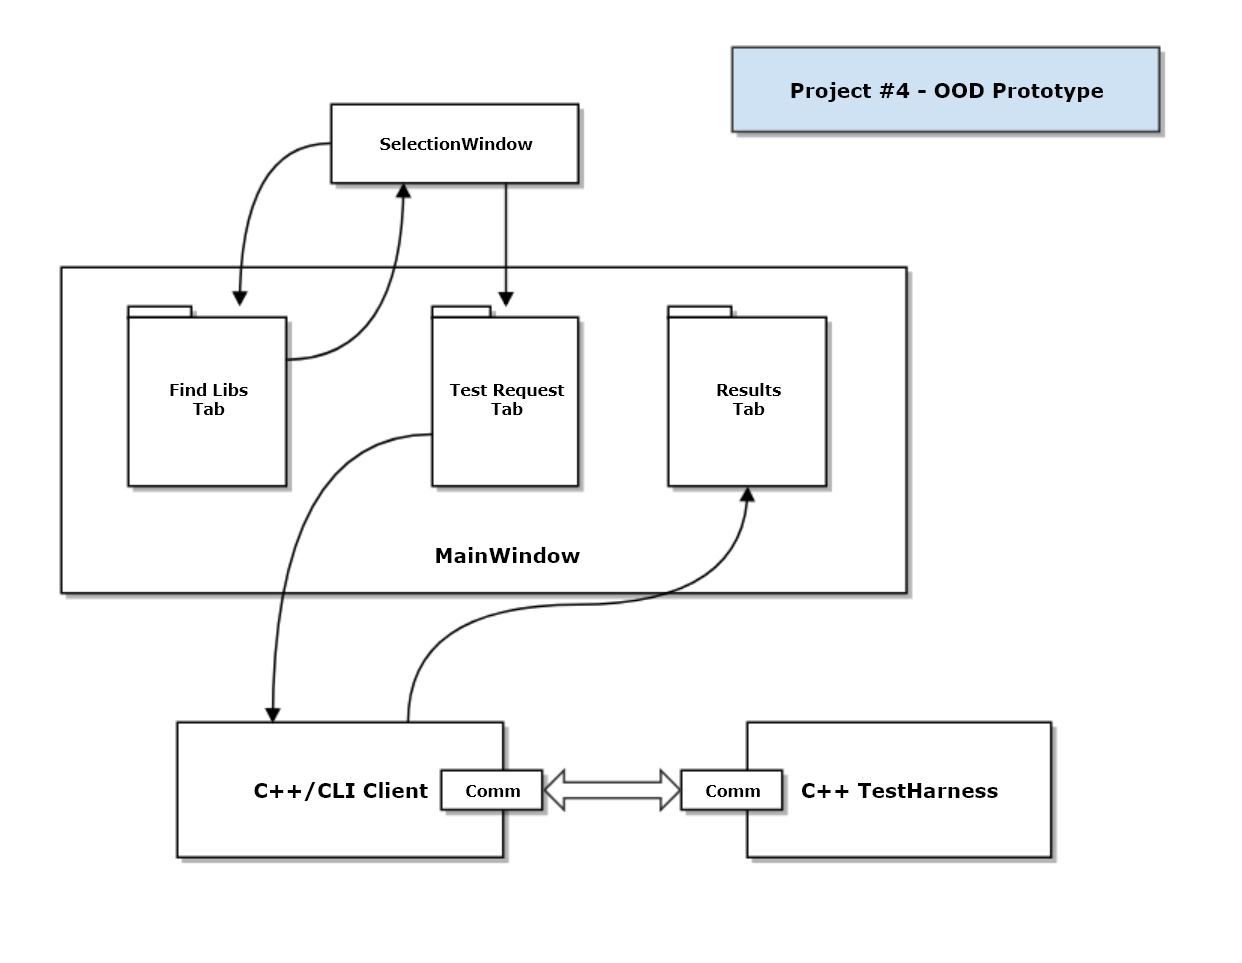 Project #4 - OOD Prototype
SelectionWindow
Find Libs
Tab
Test Request
Tab
Results
Tab
MainWindow
C++/CLI Client
Comm
Comm
C++ TestHarness